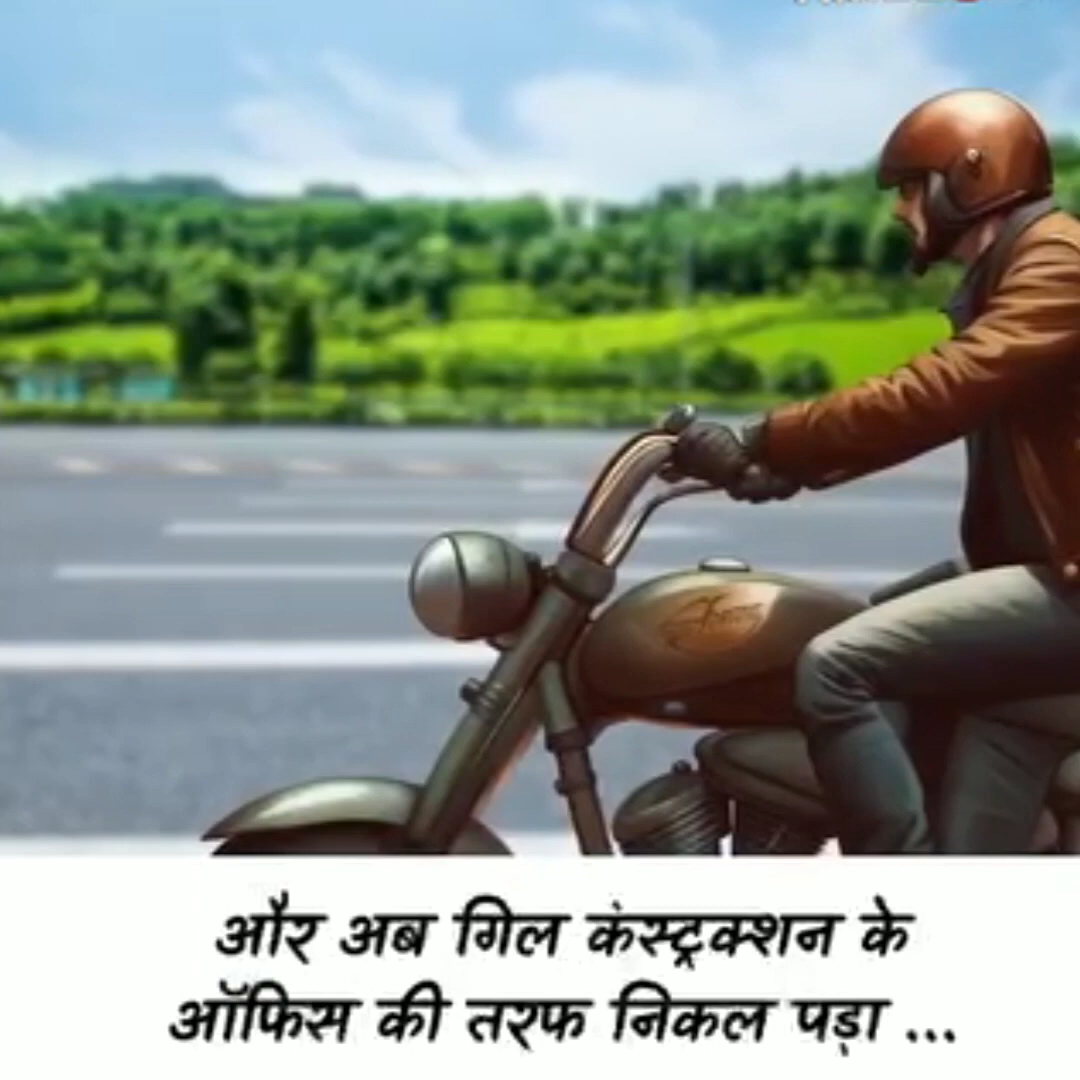 और अब गिल कंस्ट्रक्शन के
ऑफिस की तरफ निकल पड़ा ...